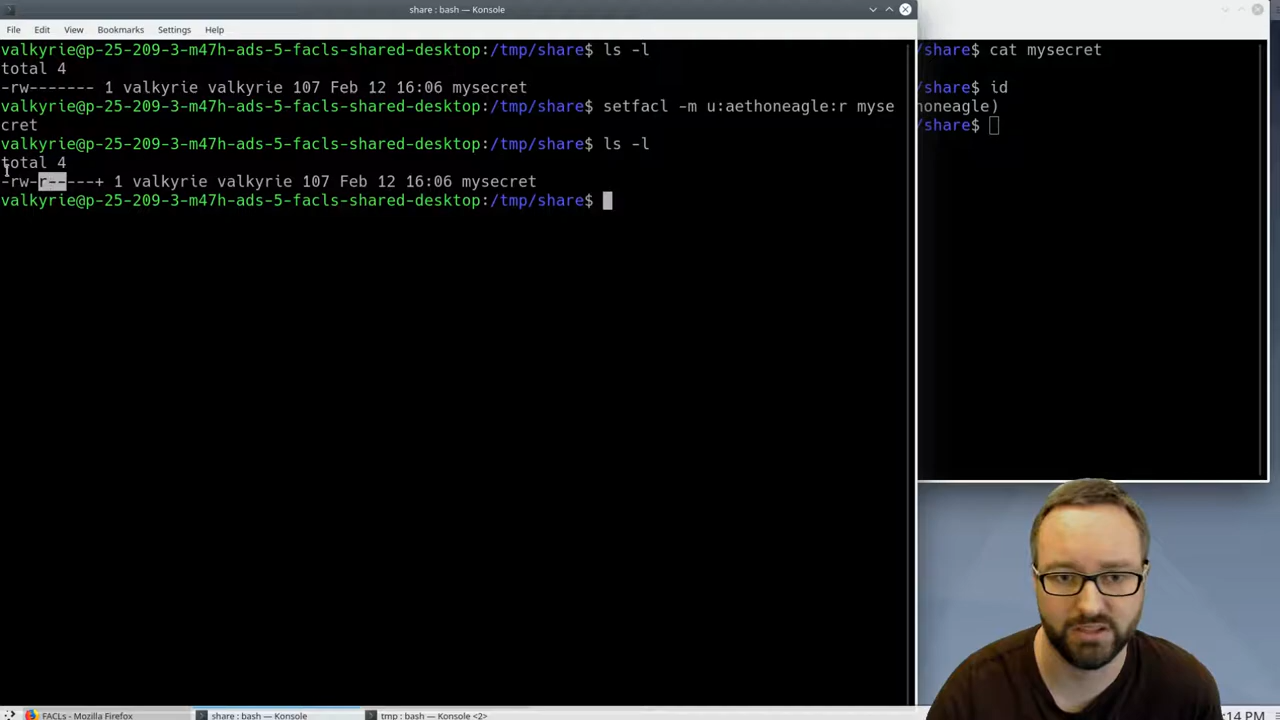 share : bash — Konsole
File Edit View Bookmarks Settings Help
valkyrie@p-25-209-3-m47h-ads-5-facls-shared-desktop:/tmp/share$ ls -l
total 4
-rw------- 1 valkyrie valkyrie 107 Feb 12 16:06 mysecret
valkyrie@p-25-209-3-m47h-ads-5-facls-shared-desktop:/tmp/share$ setfacl -m u:aethoneagle:r myse
cret
valkyrie@p-25-209-3-m47h-ads-5-facls-shared-desktop:/tmp/share$ ls -l
total 4
-rw-r-----+ 1 valkyrie valkyrie 107 Feb 12 16:06 mysecret
valkyrie@p-25-209-3-m47h-ads-5-facls-shared-desktop:/tmp/share$
/share$ cat mysecret
/share$ id
honeagle)
/share$
FACLs - Mozilla Firefox
share : bash — Konsole
tmp : bash — Konsole <2>
:14 PM